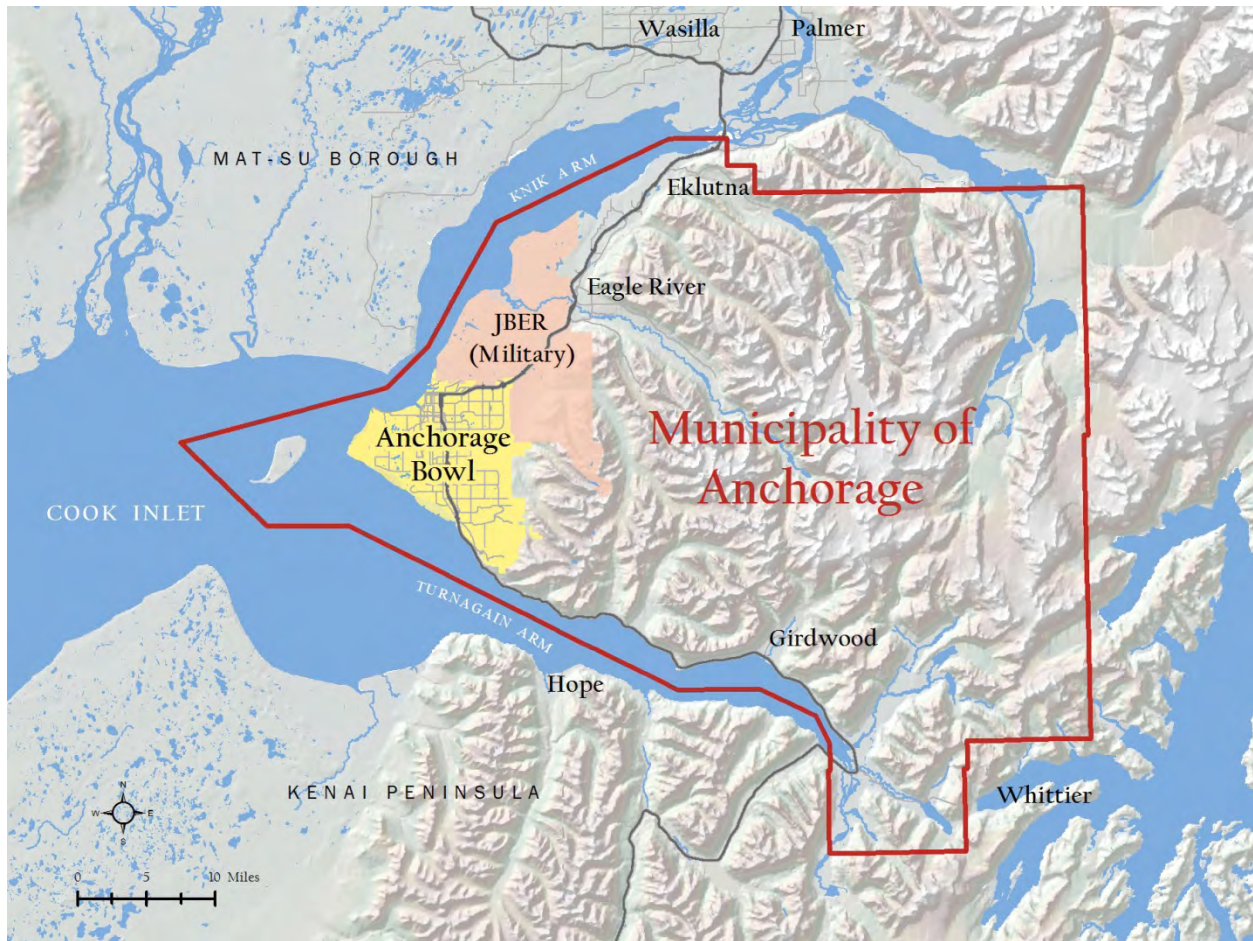 Wasilla
Palmer
MAT-SU BOROUGH
KNIK ARM
Eklutna
Eagle River
JBER
(Military)
Municipality of
Anchorage
Anchorage
Bowl
COOK INLET
TURNAGAIN ARM
Girdwood
Hope
KENAI PENINSULA
Whittier
N
W E
S
0 5 10 Miles